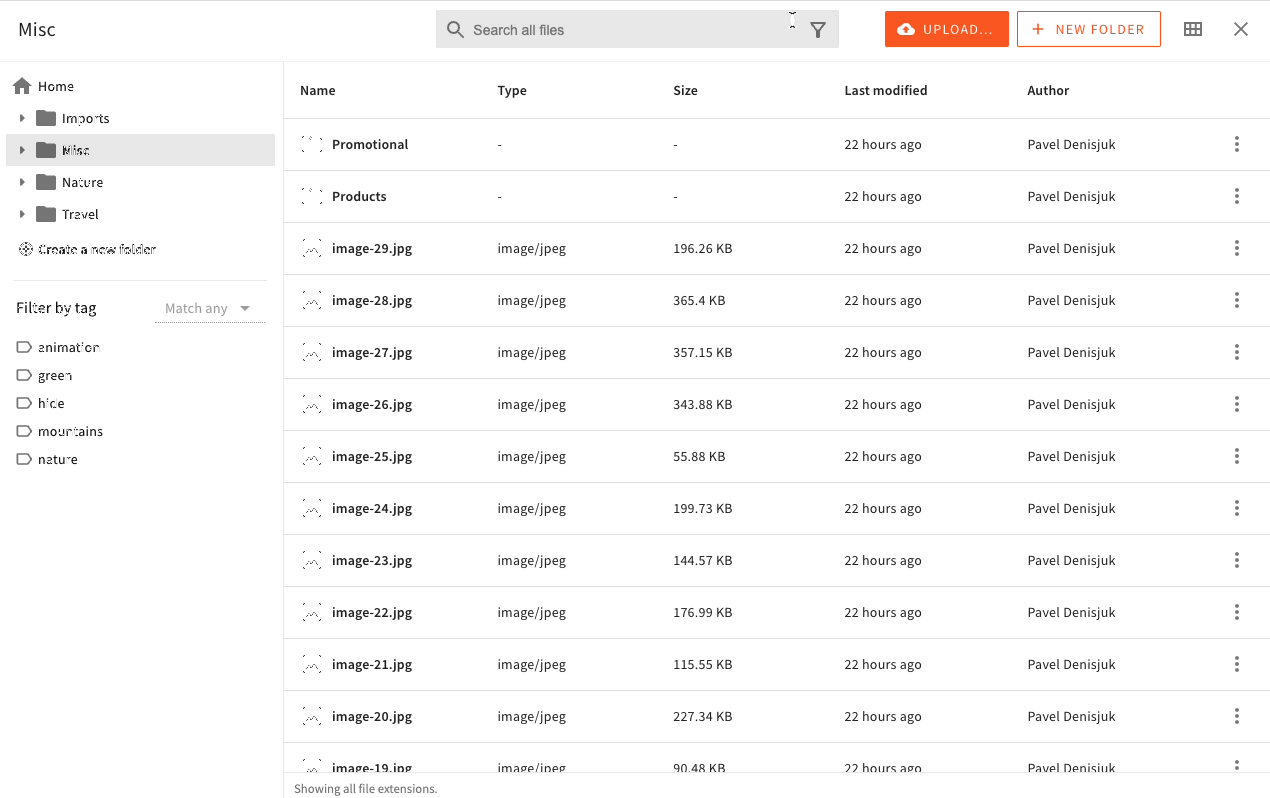 Misc
Search all files
UPLOAD...
NEW FOLDER
Home
Imports
Misc
Nature
Travel
Create a new folder
Filter by tag Match any
animation
green
hide
mountains
nature
Name Type Size Last modified Author
Promotional - - 22 hours ago Pavel Denisjuk
Products - - 22 hours ago Pavel Denisjuk
image-29.jpg image/jpeg 196.26 KB 22 hours ago Pavel Denisjuk
image-28.jpg image/jpeg 365.4 KB 22 hours ago Pavel Denisjuk
image-27.jpg image/jpeg 357.15 KB 22 hours ago Pavel Denisjuk
image-26.jpg image/jpeg 343.88 KB 22 hours ago Pavel Denisjuk
image-25.jpg image/jpeg 55.88 KB 22 hours ago Pavel Denisjuk
image-24.jpg image/jpeg 199.73 KB 22 hours ago Pavel Denisjuk
image-23.jpg image/jpeg 144.57 KB 22 hours ago Pavel Denisjuk
image-22.jpg image/jpeg 176.99 KB 22 hours ago Pavel Denisjuk
image-21.jpg image/jpeg 115.55 KB 22 hours ago Pavel Denisjuk
image-20.jpg image/jpeg 227.34 KB 22 hours ago Pavel Denisjuk
image-19.jpg image/jpeg 90.48 KB 22 hours ago Pavel Denisjuk
Showing all file extensions.